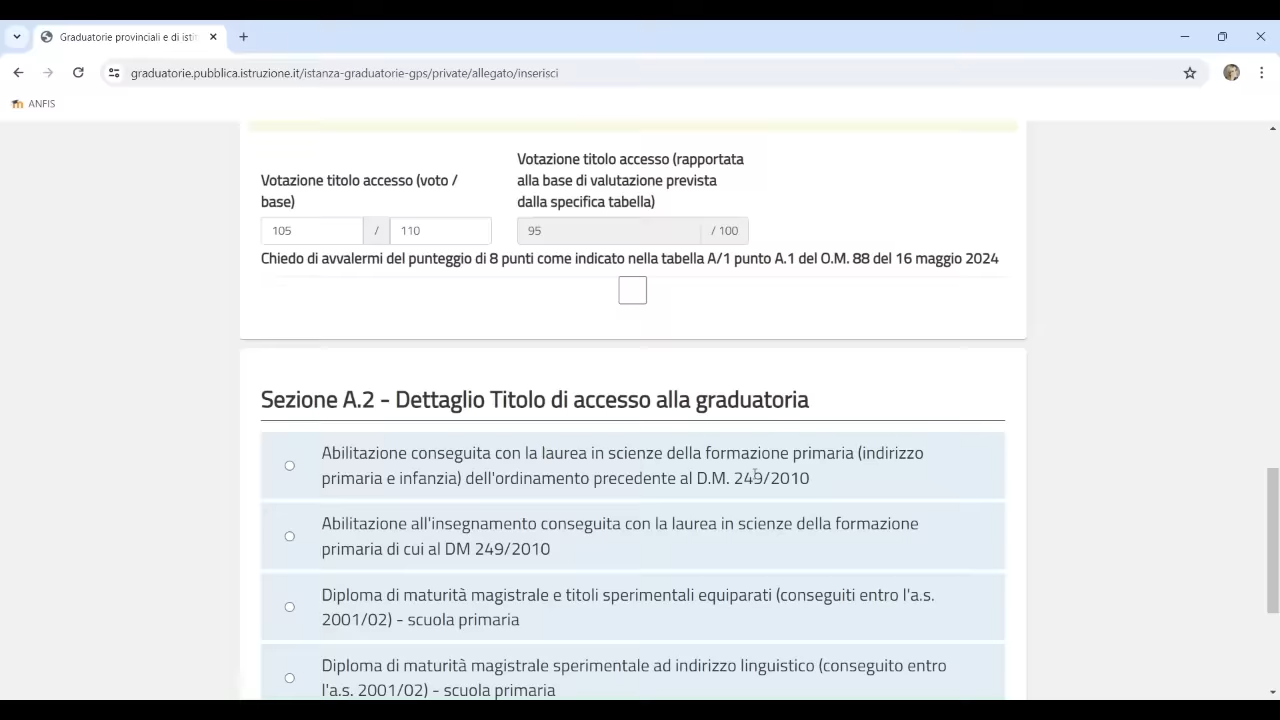 Graduatorie provinciali e di istit
graduatorie.pubblica.istruzione.it/istanza-graduatorie-gps/private/allegato/inserisci
ANFIS
Votazione titolo accesso (voto /
base)
105 / 110
Votazione titolo accesso (rapportata
alla base di valutazione prevista
dalla specifica tabella)
95 / 100
Chiedo di avvalermi del punteggio di 8 punti come indicato nella tabella A/1 punto A.1 del O.M. 88 del 16 maggio 2024
Sezione A.2 - Dettaglio Titolo di accesso alla graduatoria
Abilitazione conseguita con la laurea in scienze della formazione primaria (indirizzo
primaria e infanzia) dell'ordinamento precedente al D.M. 249/2010
Abilitazione all'insegnamento conseguita con la laurea in scienze della formazione
primaria di cui al DM 249/2010
Diploma di maturità magistrale e titoli sperimentali equiparati (conseguiti entro l'a.s.
2001/02) - scuola primaria
Diploma di maturità magistrale sperimentale ad indirizzo linguistico (conseguito entro
l'a.s. 2001/02) - scuola primaria